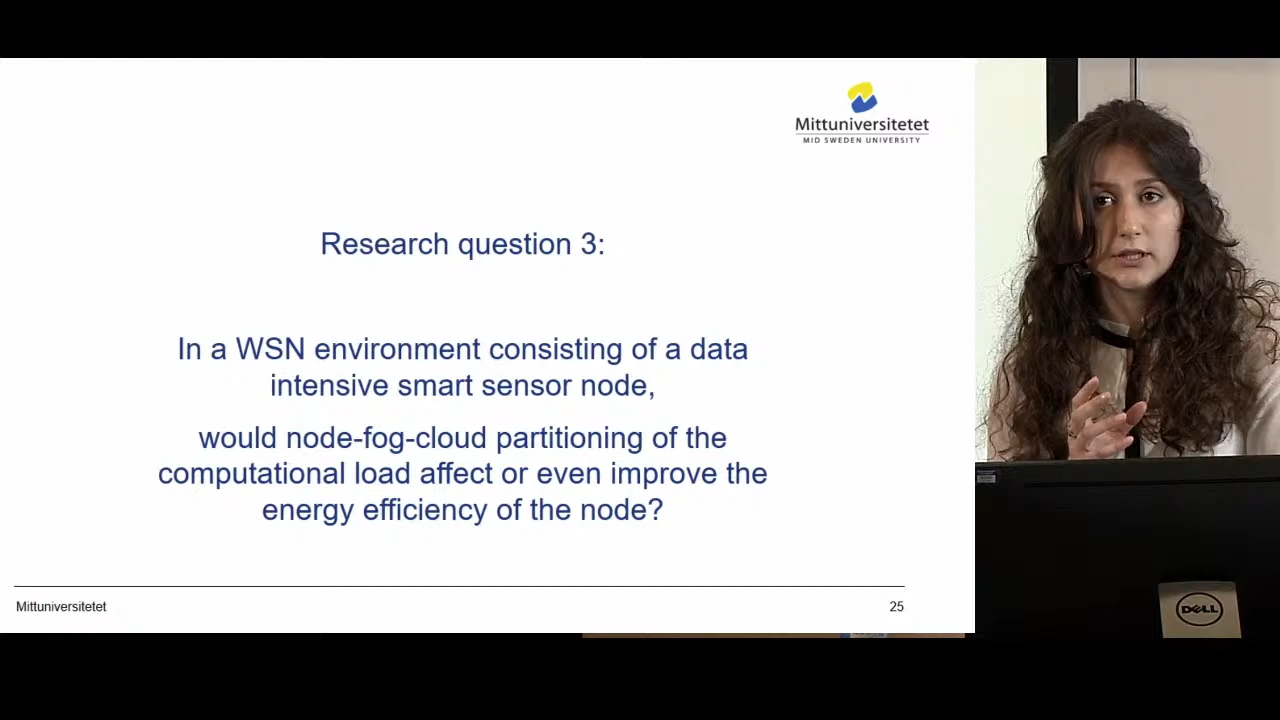 Mittuniversitetet
MID SWEDEN UNIVERSITY
Research question 3:
In a WSN environment consisting of a data
intensive smart sensor node,
would node-fog-cloud partitioning of the
computational load affect or even improve the
energy efficiency of the node?
Mittuniversitetet
25
DELL